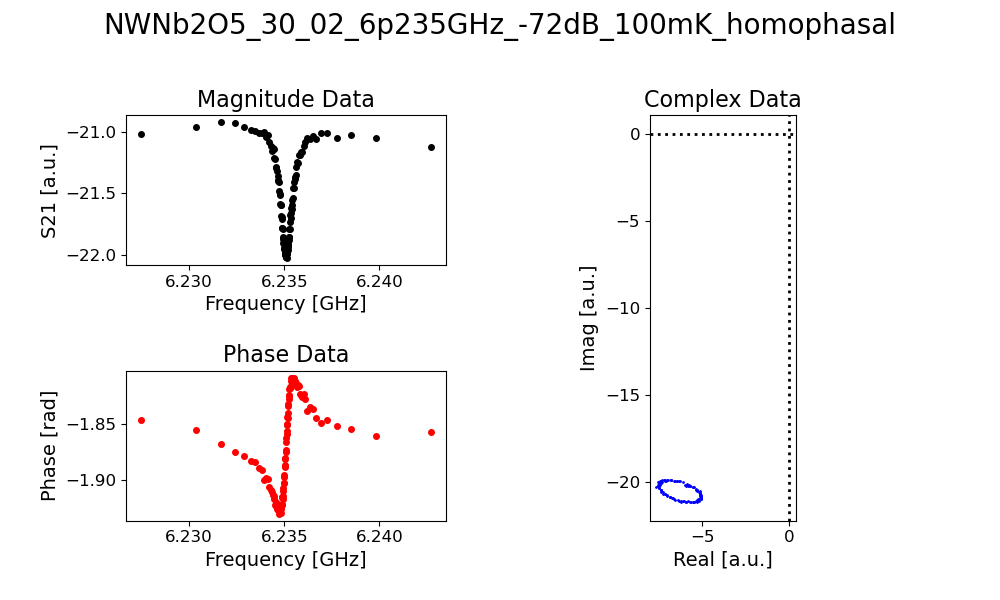 NWNb2O5_30_02_6p235GHz_-72dB_100mK_homophasal
Magnitude Data
S21 [a.u.]
−21.0
−21.5
−22.0
6.230 6.235 6.240
Frequency [GHz]
Phase Data
Phase [rad]
−1.85
−1.90
6.230 6.235 6.240
Frequency [GHz]
Complex Data
Imag [a.u.]
0
−5
−10
−15
−20
−5 0
Real [a.u.]